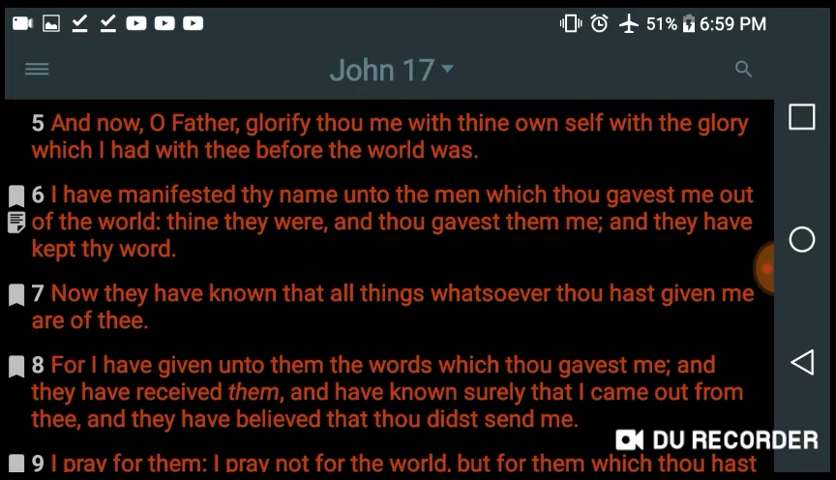 51% 6:59 PM
John 17
5 And now, O Father, glorify thou me with thine own self with the glory
which I had with thee before the world was.
6 I have manifested thy name unto the men which thou gavest me out
of the world: thine they were, and thou gavest them me; and they have
kept thy word.
7 Now they have known that all things whatsoever thou hast given me
are of thee.
8 For I have given unto them the words which thou gavest me; and
they have received them, and have known surely that I came out from
thee, and they have believed that thou didst send me.
DU RECORDER
9 I pray for them: I pray not for the world, but for them which thou hast